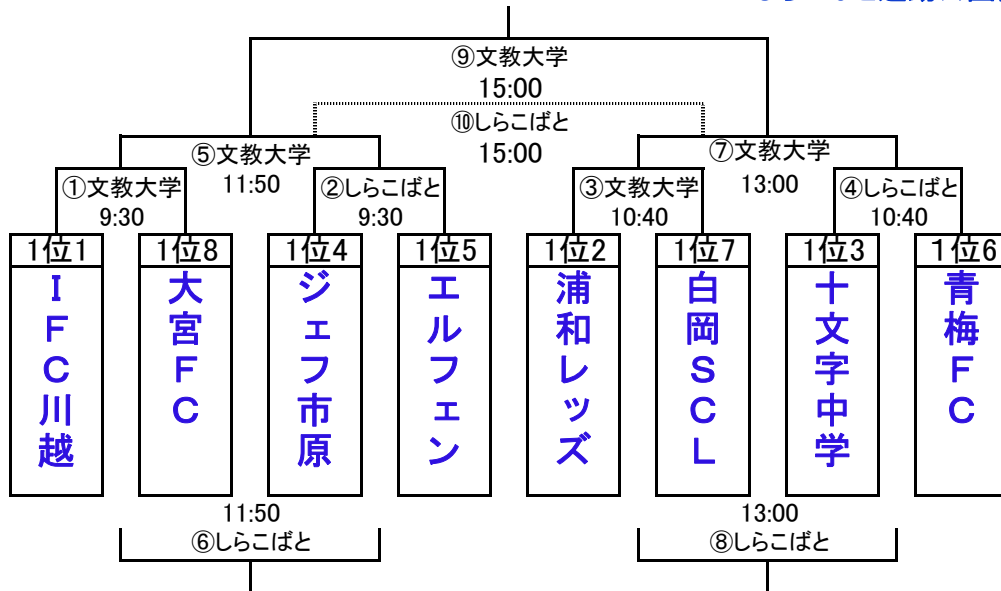 ⑨文教大学
15:00
⑩しらこばと
15:00
⑤文教大学
11:50
⑦文教大学
13:00
①文教大学
9:30
②しらこばと
9:30
③文教大学
10:40
④しらこばと
10:40
1位1
1位8
1位4
1位5
1位2
1位7
1位3
1位6
IFC川越
大宮FC
ジェフ市原
エルフェン
浦和レッズ
白岡SCL
十文字中学
青梅FC
11:50
⑥しらこばと
13:00
⑧しらこばと